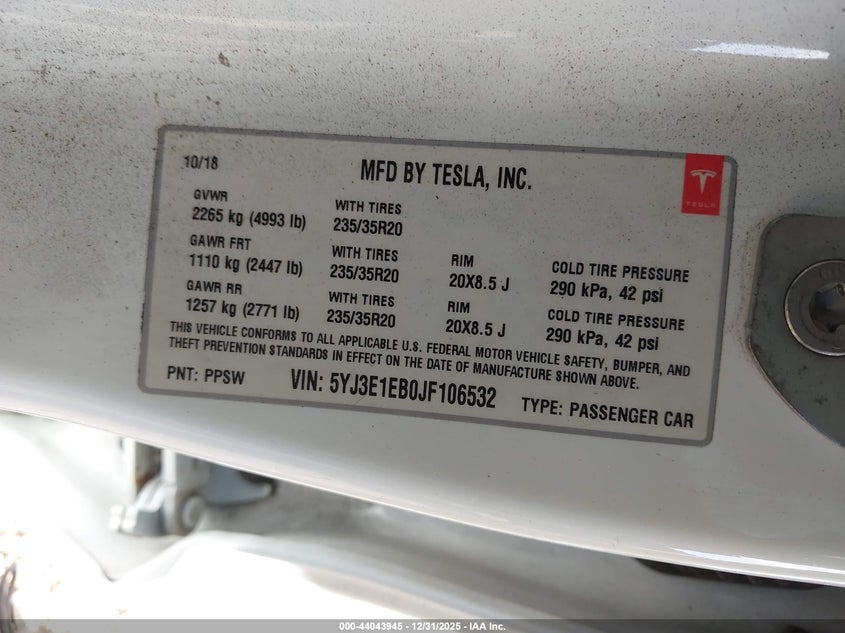 10/18
MFD BY TESLA, INC.
TESLA
GVWR
2265 kg (4993 lb)
WITH TIRES
235/35R20
GAWR FRT
1110 kg (2447 lb)
WITH TIRES
235/35R20
RIM
20X8.5 J
COLD TIRE PRESSURE
290 kPa, 42 psi
GAWR RR
1257 kg (2771 lb)
WITH TIRES
235/35R20
RIM
20X8.5 J
COLD TIRE PRESSURE
290 kPa, 42 psi
THIS VEHICLE CONFORMS TO ALL APPLICABLE U.S. FEDERAL MOTOR VEHICLE SAFETY, BUMPER, AND
THEFT PREVENTION STANDARDS IN EFFECT ON THE DATE OF MANUFACTURE SHOWN ABOVE.
PNT: PPSW
VIN: 5YJ3E1EB0JF106532
TYPE: PASSENGER CAR
000-44043945 - 12/31/2025 - IAA Inc.